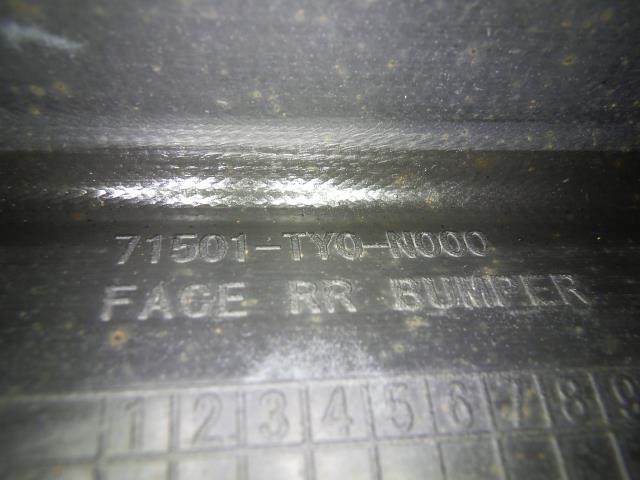 71501-TY0-N000
FACE RR BUMPER
1 2 3 4 5 6 7 8 9